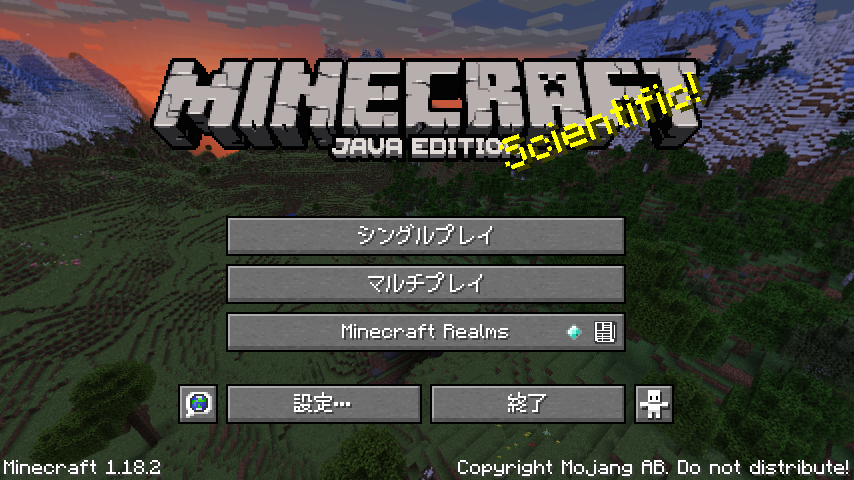 MINECRAFT
JAVA EDITION
Scientific!
シングルプレイ
マルチプレイ
Minecraft Realms
設定...
終了
Minecraft 1.18.2
Copyright Mojang AB. Do not distribute!